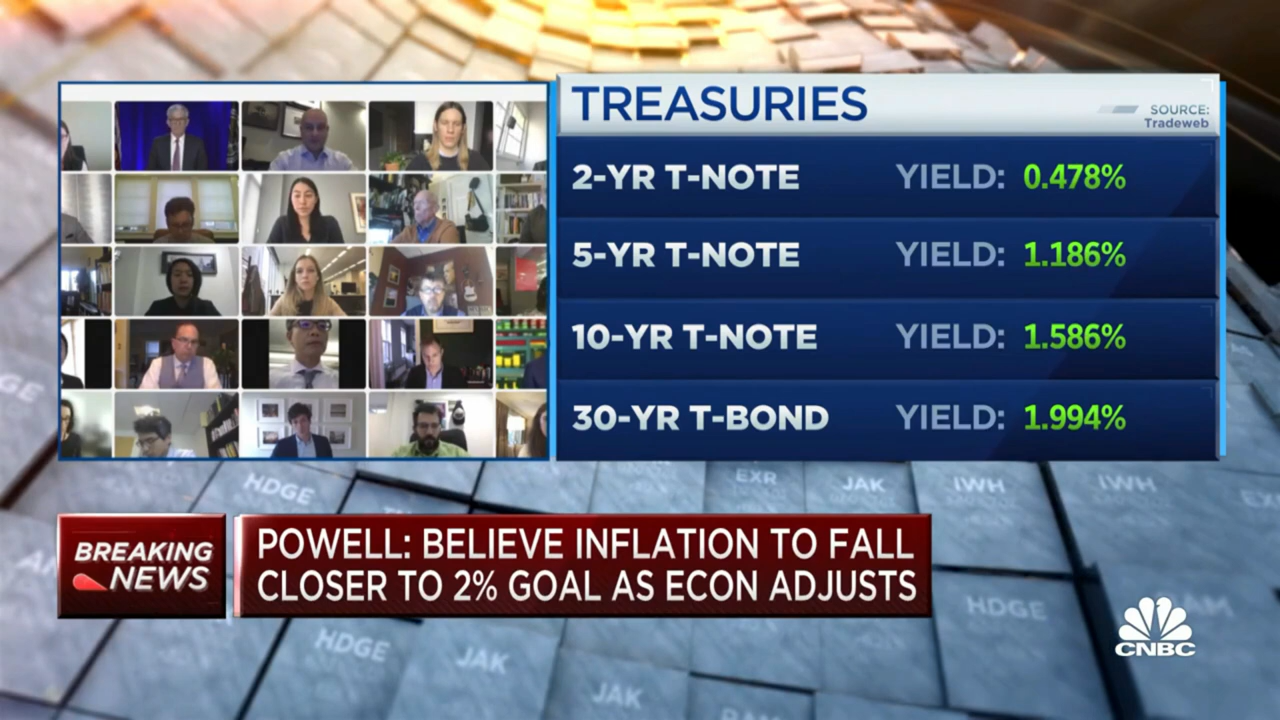 TREASURIES
SOURCE:
Tradeweb
2-YR T-NOTE YIELD: 0.478%
5-YR T-NOTE YIELD: 1.186%
10-YR T-NOTE YIELD: 1.586%
30-YR T-BOND YIELD: 1.994%
HDGE
EXR
JAK
IWH
IWH
BREAKING
NEWS
POWELL: BELIEVE INFLATION TO FALL
CLOSER TO 2% GOAL AS ECON ADJUSTS
HDGE
CNBC
HDGE
JAK
JAK